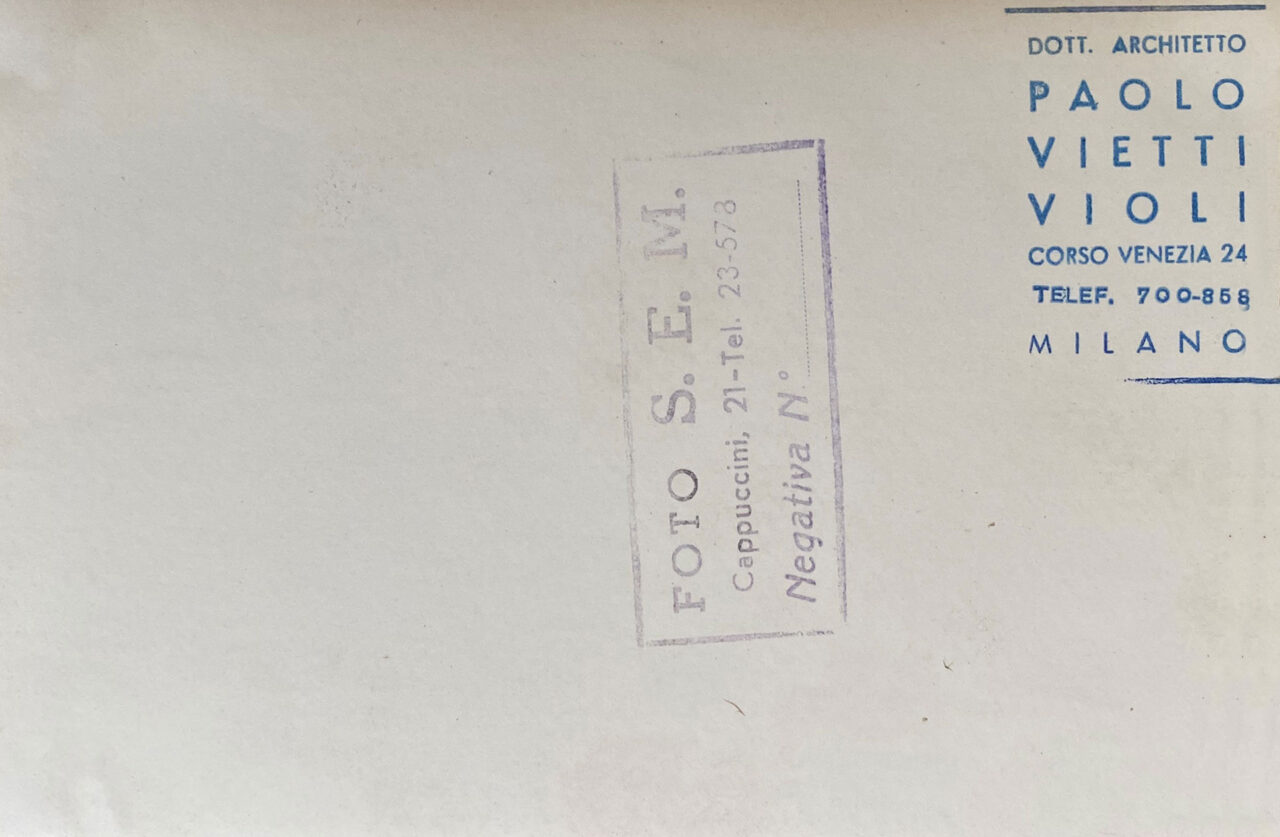 DOTT. ARCHITETTO
PAOLO
VIETTI
VIOLI
CORSO VENEZIA 24
TELEF. 700-858
MILANO
FOTO S. E. M.
Cappuccini, 21-Tel. 23-578
Negativa N.°